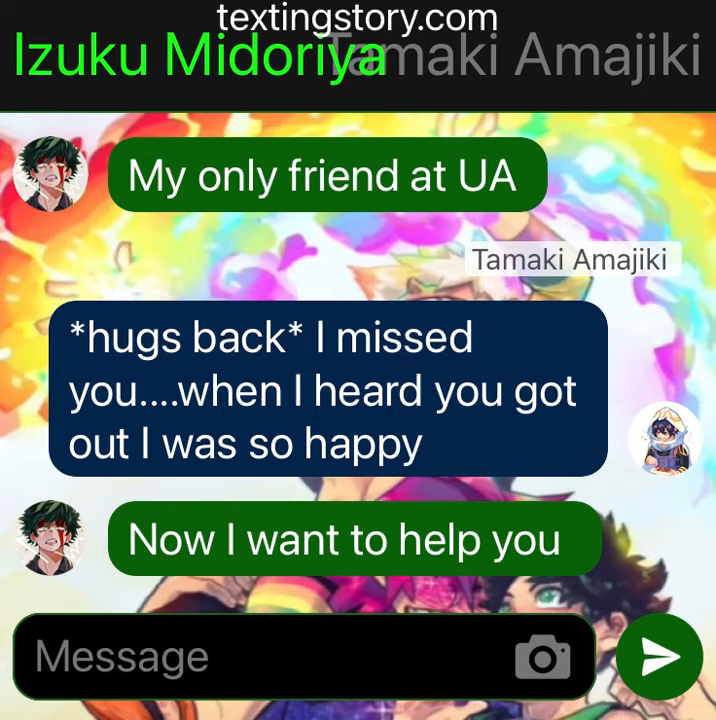 textingstory.com
Izuku Midoriya Tamaki Amajiki
My only friend at UA
Tamaki Amajiki
*hugs back* I missed
you....when I heard you got
out I was so happy
Now I want to help you
Message